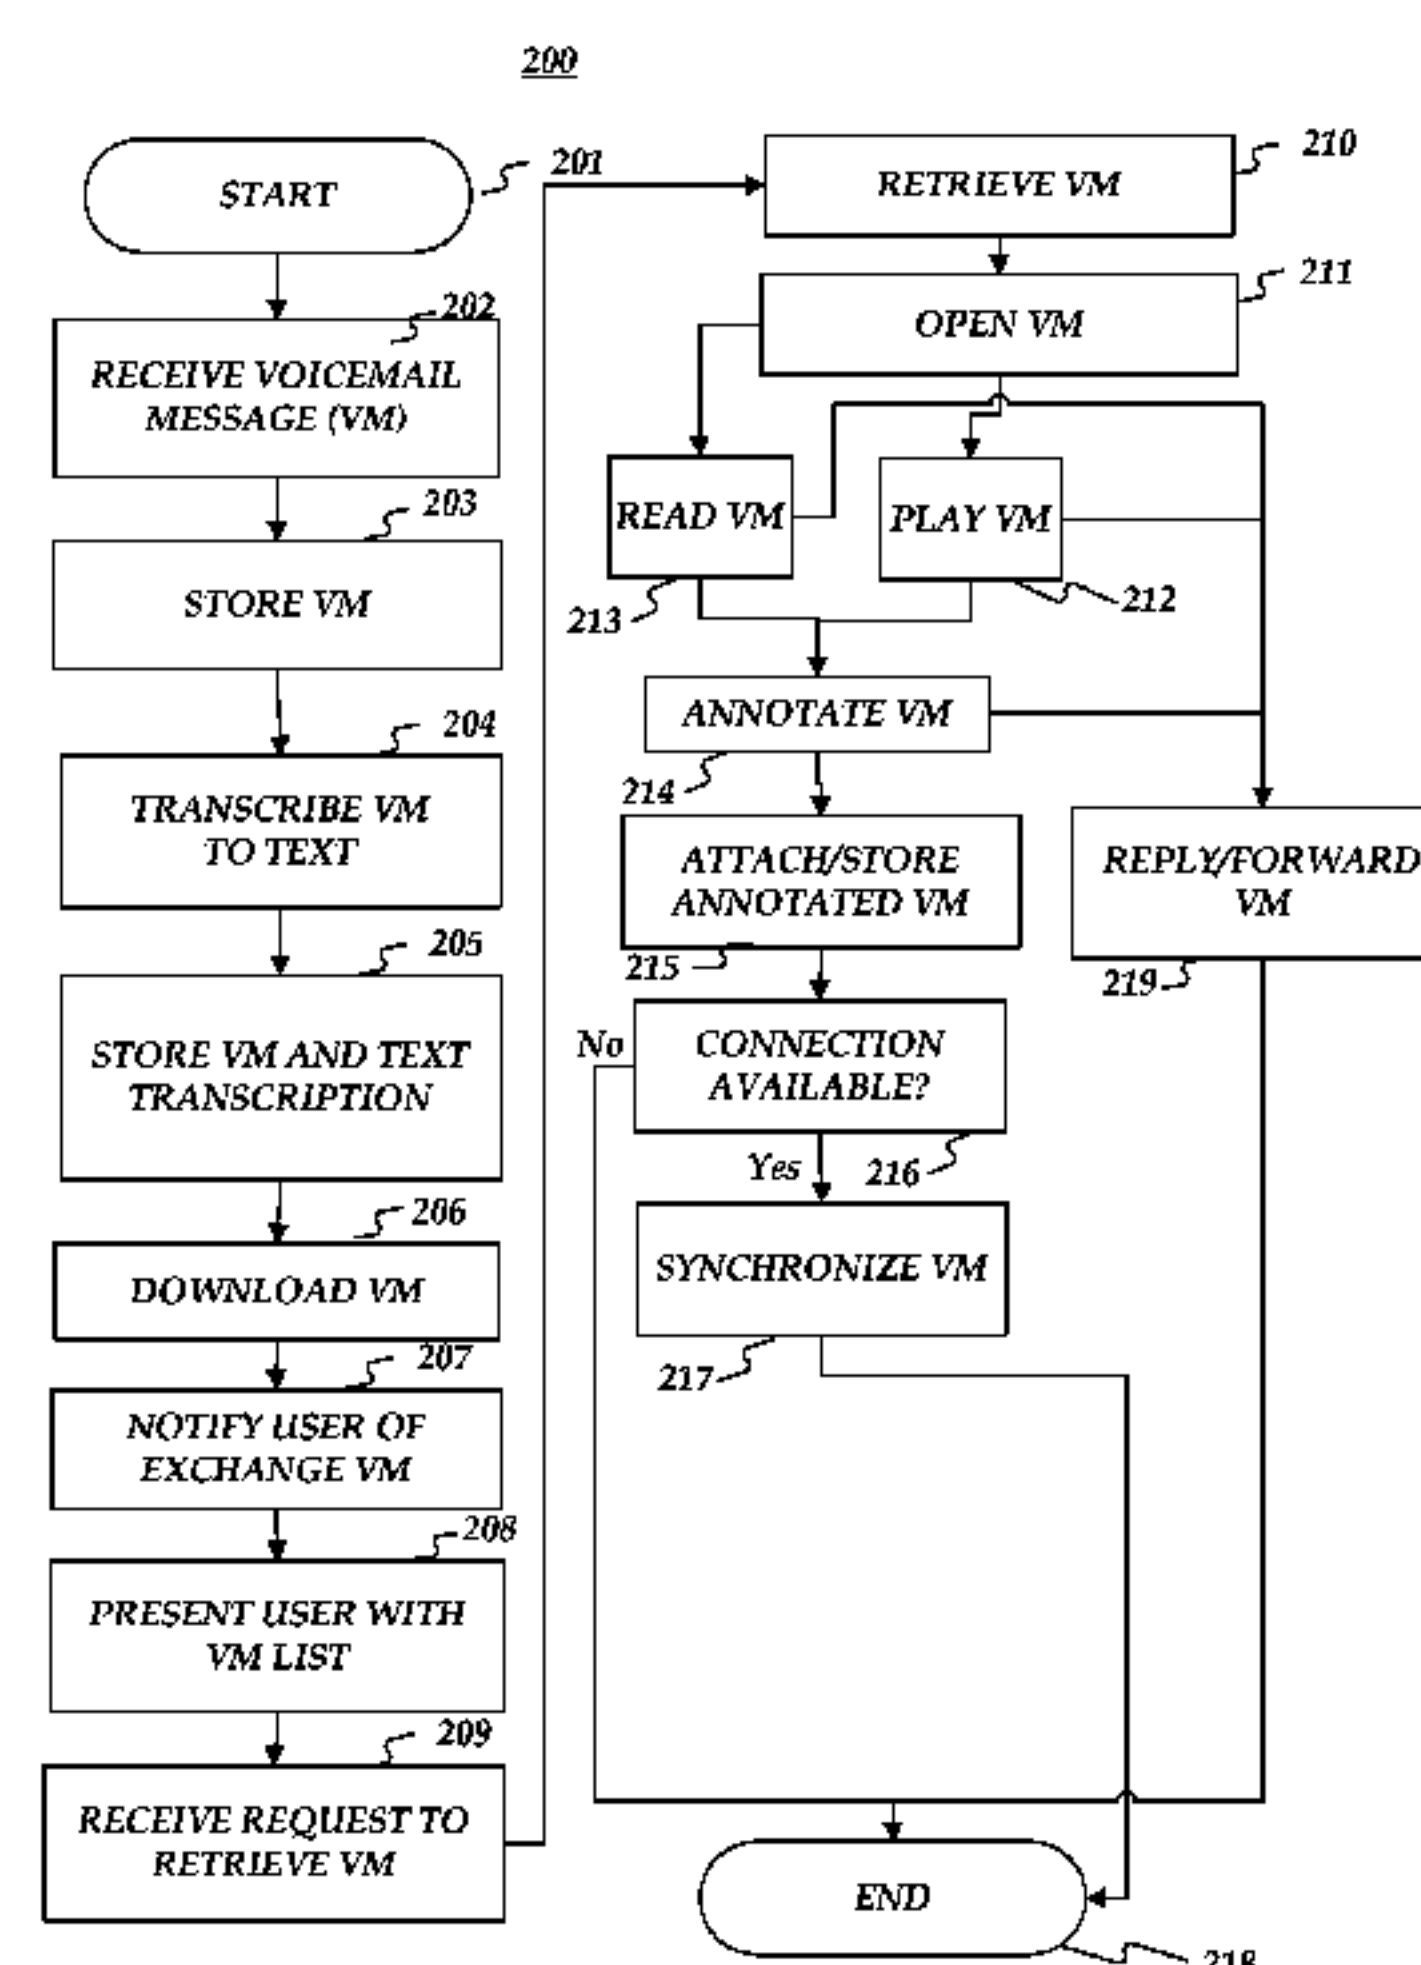 200
START
201
202
RECEIVE VOICEMAIL
MESSAGE (VM)
203
STORE VM
204
TRANSCRIBE VM
TO TEXT
205
STORE VM AND TEXT
TRANSCRIPTION
206
DOWNLOAD VM
207
NOTIFY USER OF
EXCHANGE VM
208
PRESENT USER WITH
VM LIST
209
RECEIVE REQUEST TO
RETRIEVE VM
210
RETRIEVE VM
211
OPEN VM
READ VM
PLAY VM
213
212
ANNOTATE VM
214
ATTACH/STORE
ANNOTATED VM
REPLY/FORWARD
VM
215
219
No
CONNECTION
AVAILABLE?
Yes
216
SYNCHRONIZE VM
217
END
218